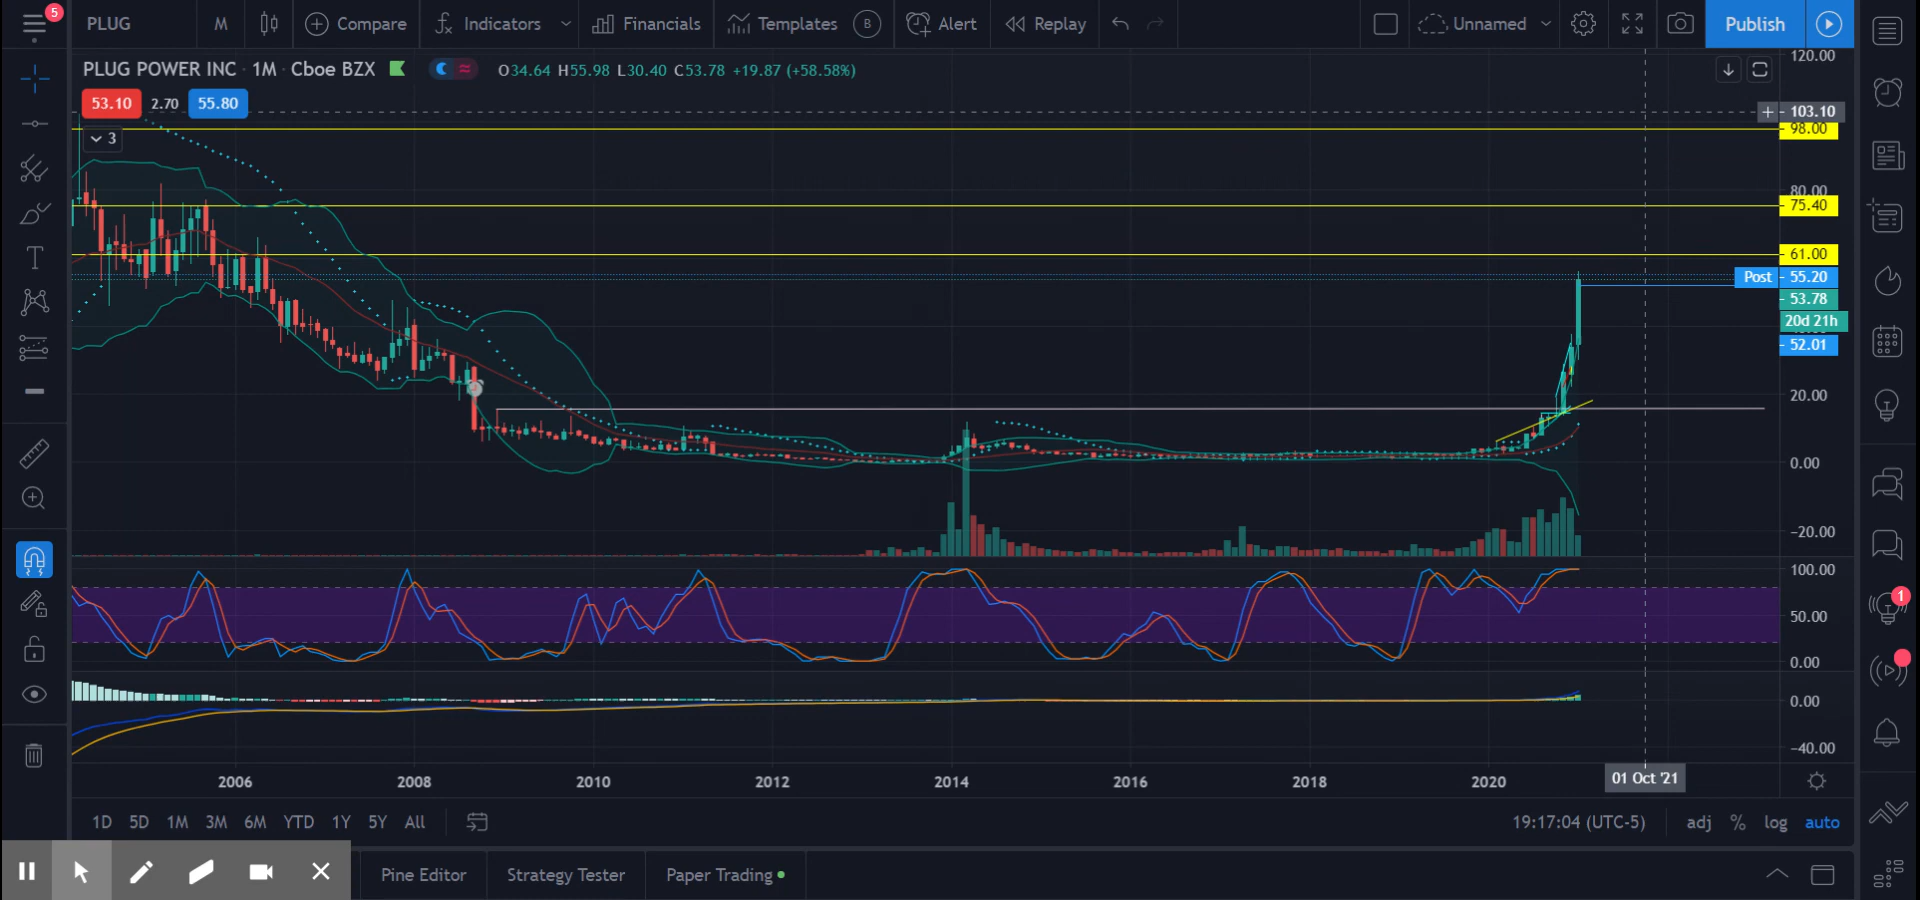 5
PLUG
M
Compare
Indicators
Financials
Templates
B
Alert
Replay
Unnamed
Publish
PLUG POWER INC · 1M · Cboe BZX
O34.64 H55.98 L30.40 C53.78 +19.87 (+58.58%)
53.10 2.70 55.80
3
120.00
103.10
98.00
80.00
75.40
61.00
Post 55.20
53.78
20d 21h
52.01
20.00
0.00
−20.00
100.00
50.00
0.00
0.00
−40.00
1
2006 2008 2010 2012 2014 2016 2018 2020 01 Oct '21
1D 5D 1M 3M 6M YTD 1Y 5Y All
19:17:04 (UTC-5) adj % log auto
Pine Editor Strategy Tester Paper Trading